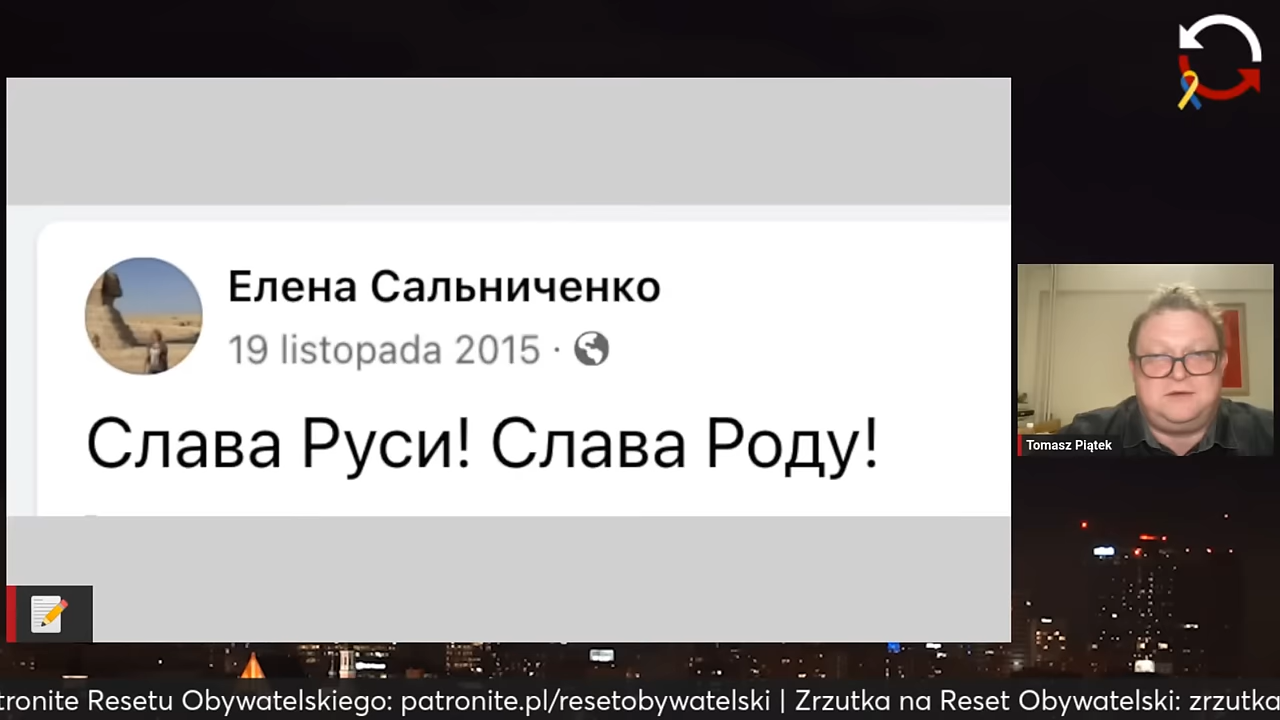 Елена Сальниченко
19 listopada 2015 ·
Слава Руси! Слава Роду!
Tomasz Piątek
tronite Resetu Obywatelskiego: patronite.pl/resetobywatelski | Zrzutka na Reset Obywatelski: zrzutka